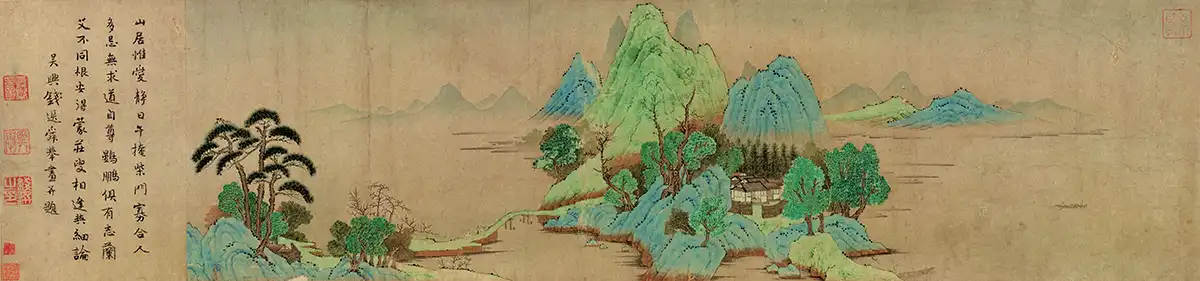 山居惟愛靜日午掩柴門寡合人
多忌無求道自尊鷃鵬俱有志蘭
艾不同根安得蒙莊叟相逢與細論
吳興錢選舜舉畫并題